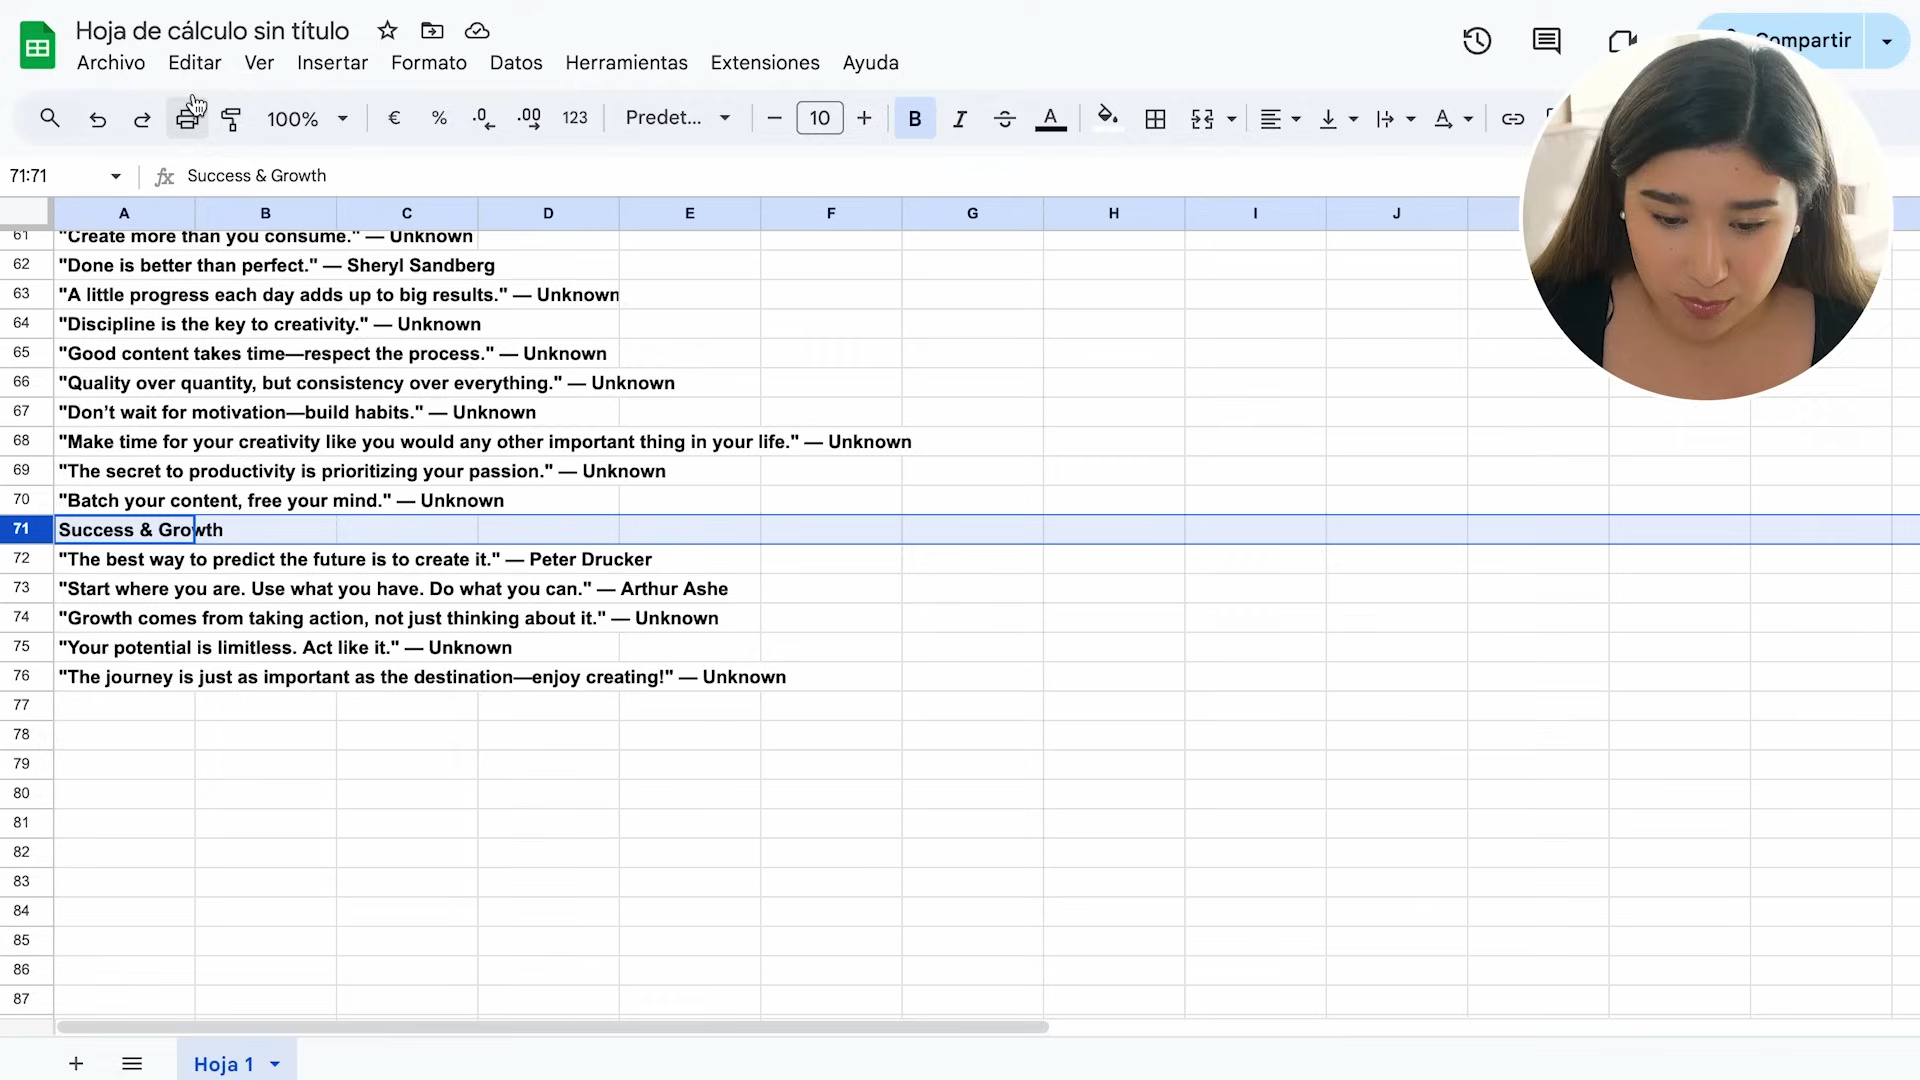 Hoja de cálculo sin título
Archivo Editar Ver Insertar Formato Datos Herramientas Extensiones Ayuda
Compartir
100% € % .0 .00 123 Predet... 10 B I A
71:71 fx Success & Growth
A B C D E F G H I J
61 "Create more than you consume." — Unknown
62 "Done is better than perfect." — Sheryl Sandberg
63 "A little progress each day adds up to big results." — Unknown
64 "Discipline is the key to creativity." — Unknown
65 "Good content takes time—respect the process." — Unknown
66 "Quality over quantity, but consistency over everything." — Unknown
67 "Don’t wait for motivation—build habits." — Unknown
68 "Make time for your creativity like you would any other important thing in your life." — Unknown
69 "The secret to productivity is prioritizing your passion." — Unknown
70 "Batch your content, free your mind." — Unknown
71 Success & Growth
72 "The best way to predict the future is to create it." — Peter Drucker
73 "Start where you are. Use what you have. Do what you can." — Arthur Ashe
74 "Growth comes from taking action, not just thinking about it." — Unknown
75 "Your potential is limitless. Act like it." — Unknown
76 "The journey is just as important as the destination—enjoy creating!" — Unknown
77
78
79
80
81
82
83
84
85
86
87
Hoja 1